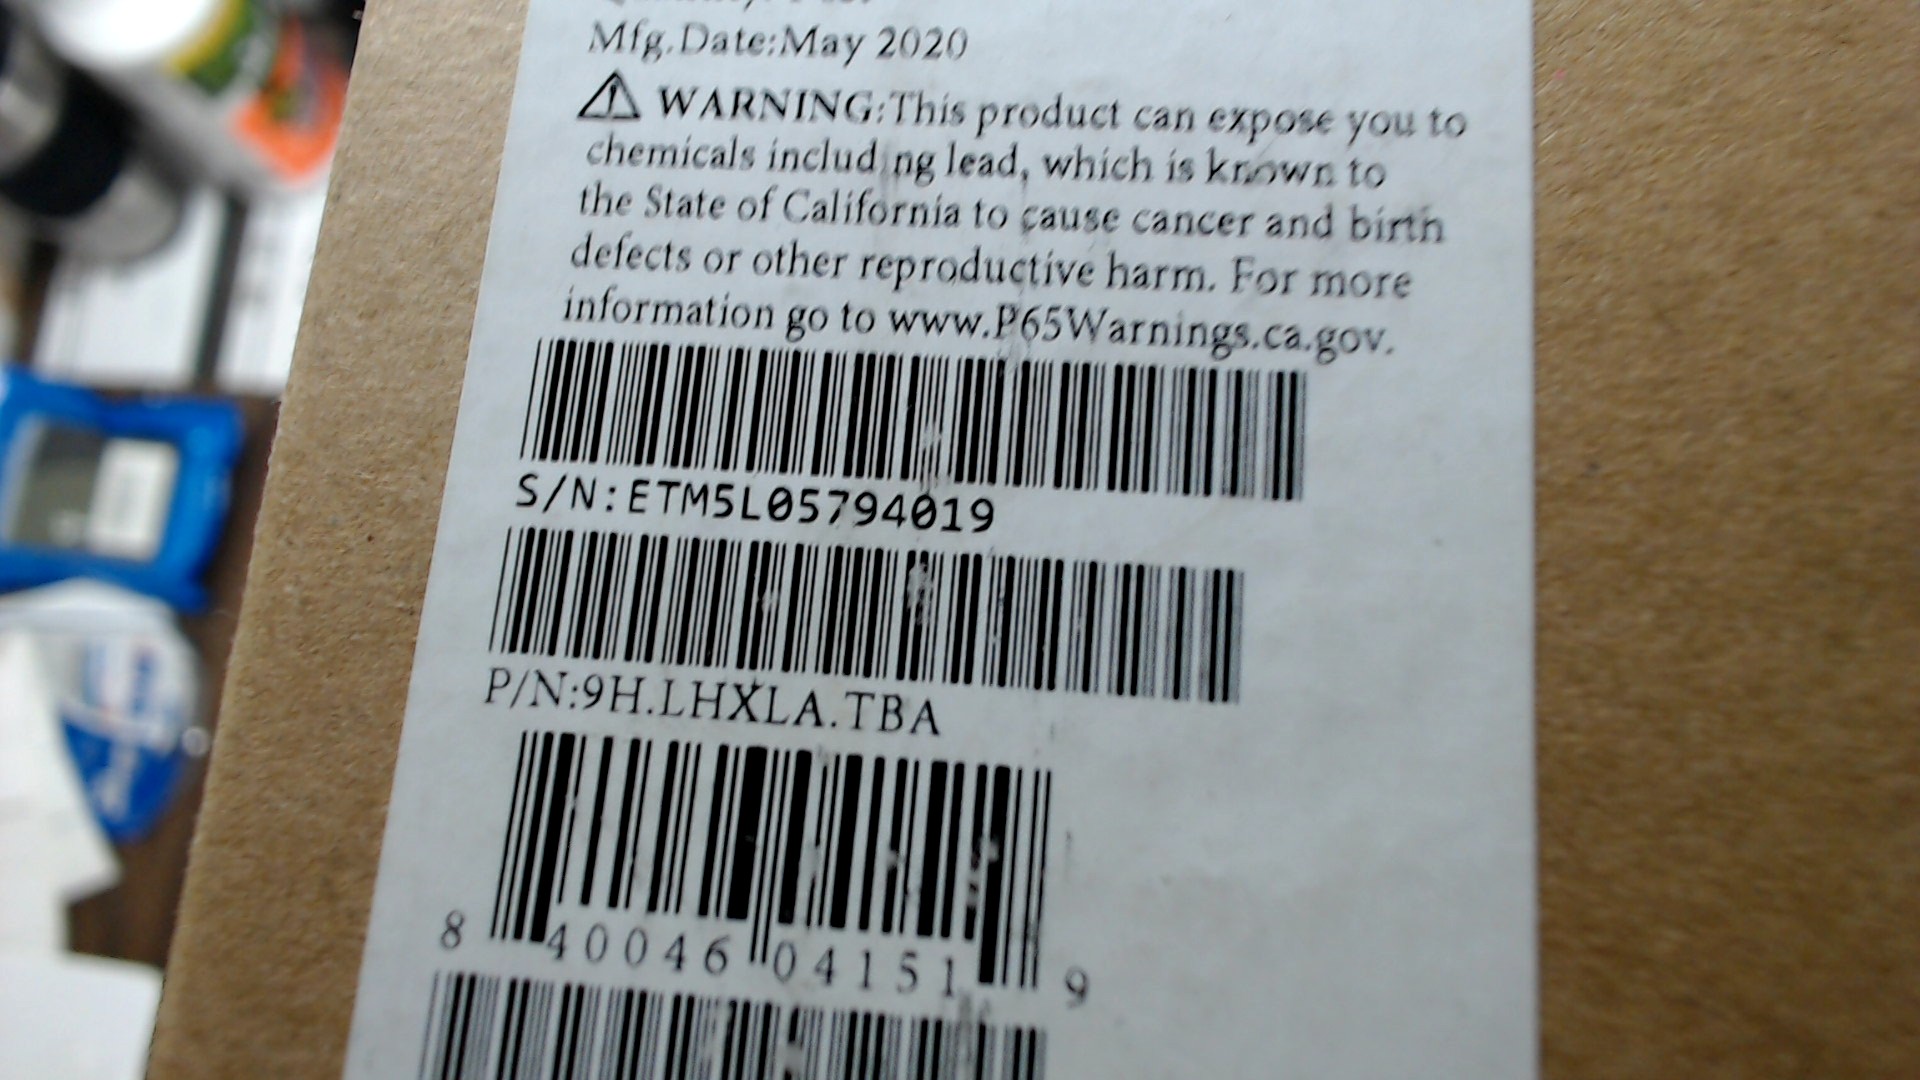 Mfg.Date:May 2020
⚠ WARNING:This product can expose you to
chemicals including lead, which is known to
the State of California to cause cancer and birth
defects or other reproductive harm. For more
information go to www.P65Warnings.ca.gov.
S/N:ETM5L05794019
P/N:9H.LHXLA.TBA
8 40046 04151 9